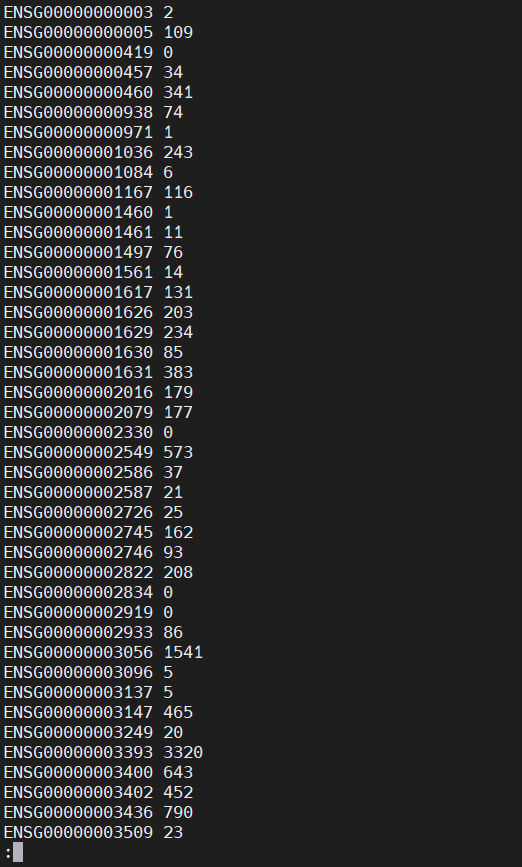 ENSG00000000003 2
ENSG00000000005 109
ENSG00000000419 0
ENSG00000000457 34
ENSG00000000460 341
ENSG00000000938 74
ENSG00000000971 1
ENSG00000001036 243
ENSG00000001084 6
ENSG00000001167 116
ENSG00000001460 1
ENSG00000001461 11
ENSG00000001497 76
ENSG00000001561 14
ENSG00000001617 131
ENSG00000001626 203
ENSG00000001629 234
ENSG00000001630 85
ENSG00000001631 383
ENSG00000002016 179
ENSG00000002079 177
ENSG00000002330 0
ENSG00000002549 573
ENSG00000002586 37
ENSG00000002587 21
ENSG00000002726 25
ENSG00000002745 162
ENSG00000002746 93
ENSG00000002822 208
ENSG00000002834 0
ENSG00000002919 0
ENSG00000002933 86
ENSG00000003056 1541
ENSG00000003096 5
ENSG00000003137 5
ENSG00000003147 465
ENSG00000003249 20
ENSG00000003393 3320
ENSG00000003400 643
ENSG00000003402 452
ENSG00000003436 790
ENSG00000003509 23
: